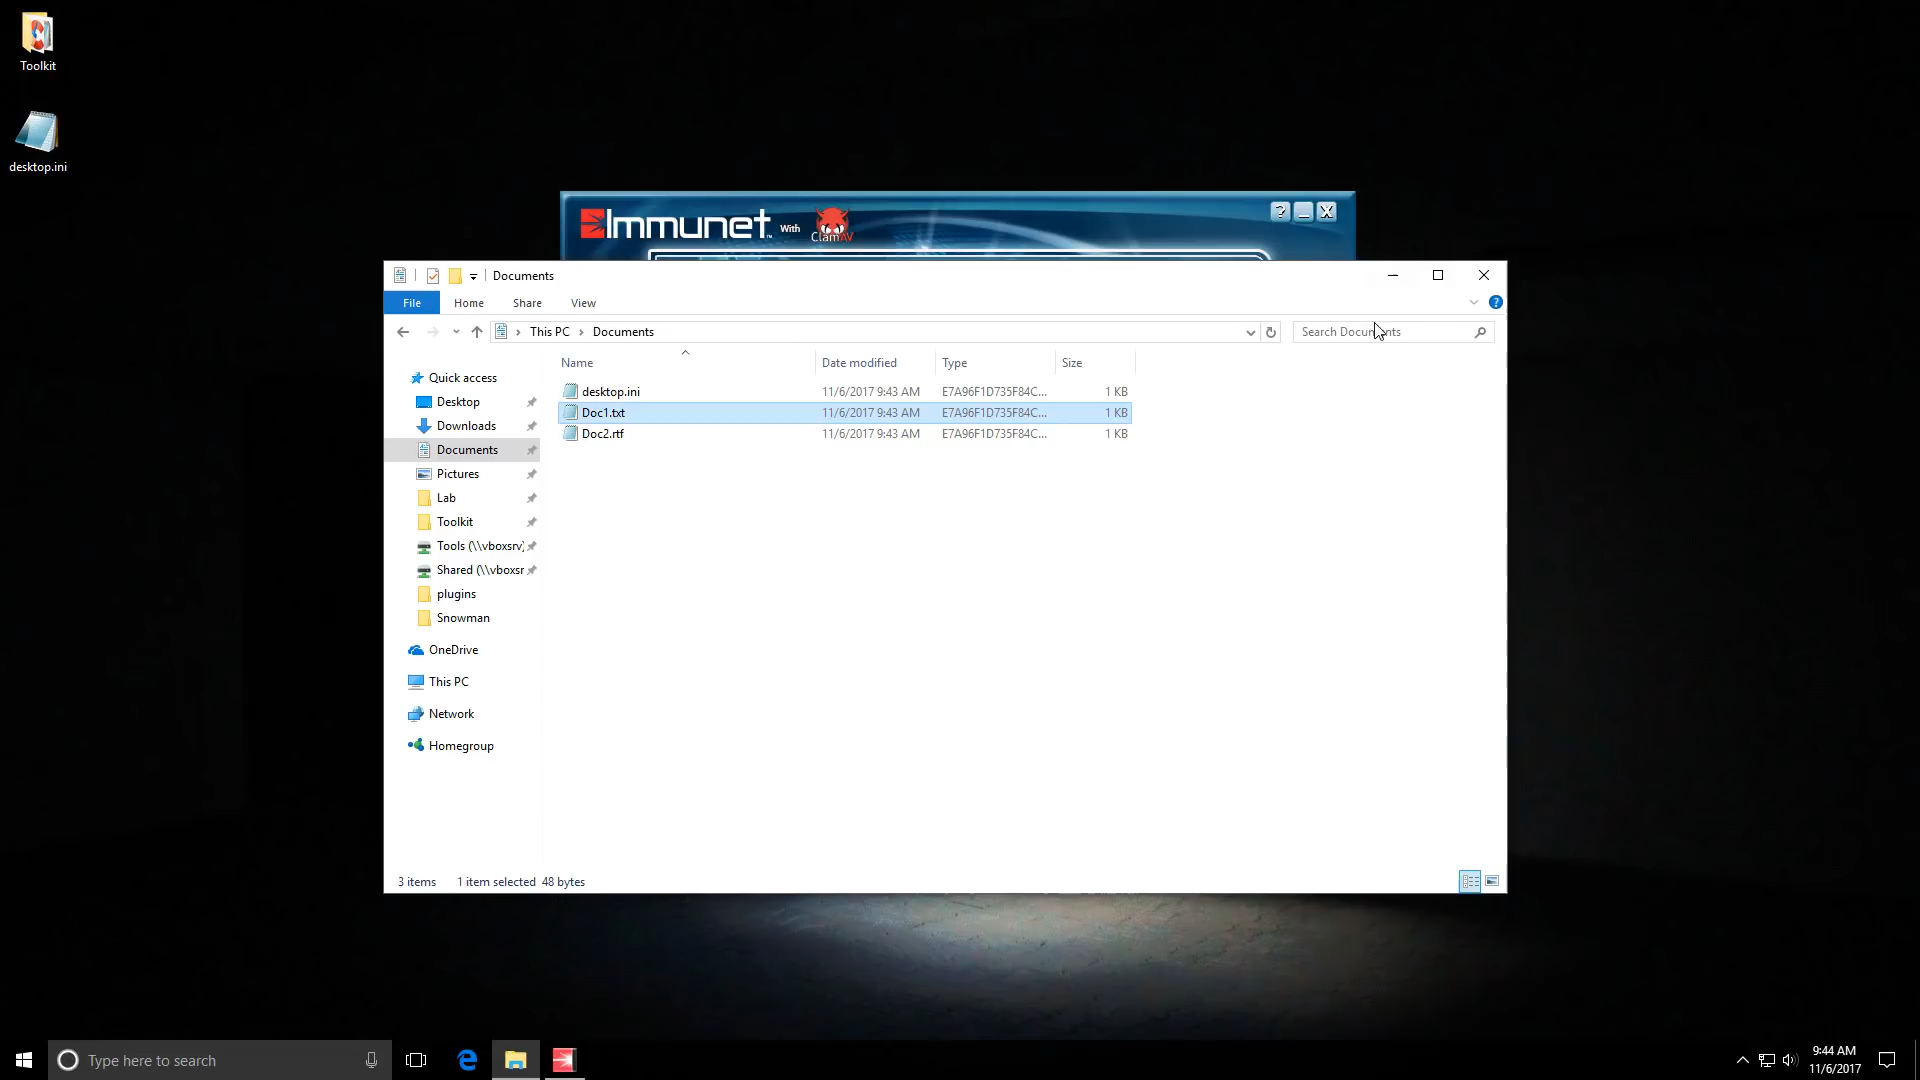 Toolkit
desktop.ini
Immunet™ With ClamAV
? _ X
Documents
File Home Share View
This PC › Documents
Search Documents
Name Date modified Type Size
desktop.ini 11/6/2017 9:43 AM E7A96F1D735F84C... 1 KB
Doc1.txt 11/6/2017 9:43 AM E7A96F1D735F84C... 1 KB
Doc2.rtf 11/6/2017 9:43 AM E7A96F1D735F84C... 1 KB
Quick access
Desktop
Downloads
Documents
Pictures
Lab
Toolkit
Tools (\\vboxsrv)
Shared (\\vboxsr
plugins
Snowman
OneDrive
This PC
Network
Homegroup
3 items 1 item selected 48 bytes
Type here to search
9:44 AM
11/6/2017